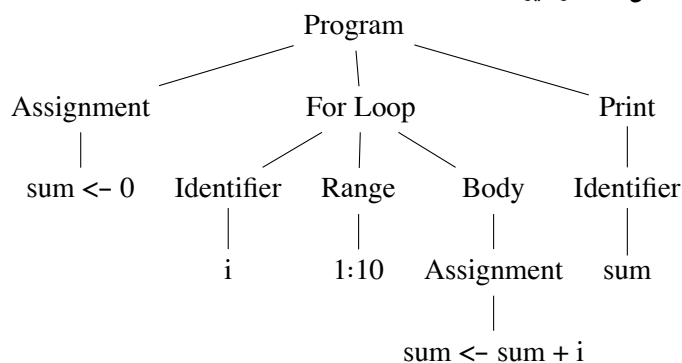 Program
Assignment For Loop Print
sum <- 0 Identifier Range Body Identifier
i 1:10 Assignment sum
sum <- sum + i